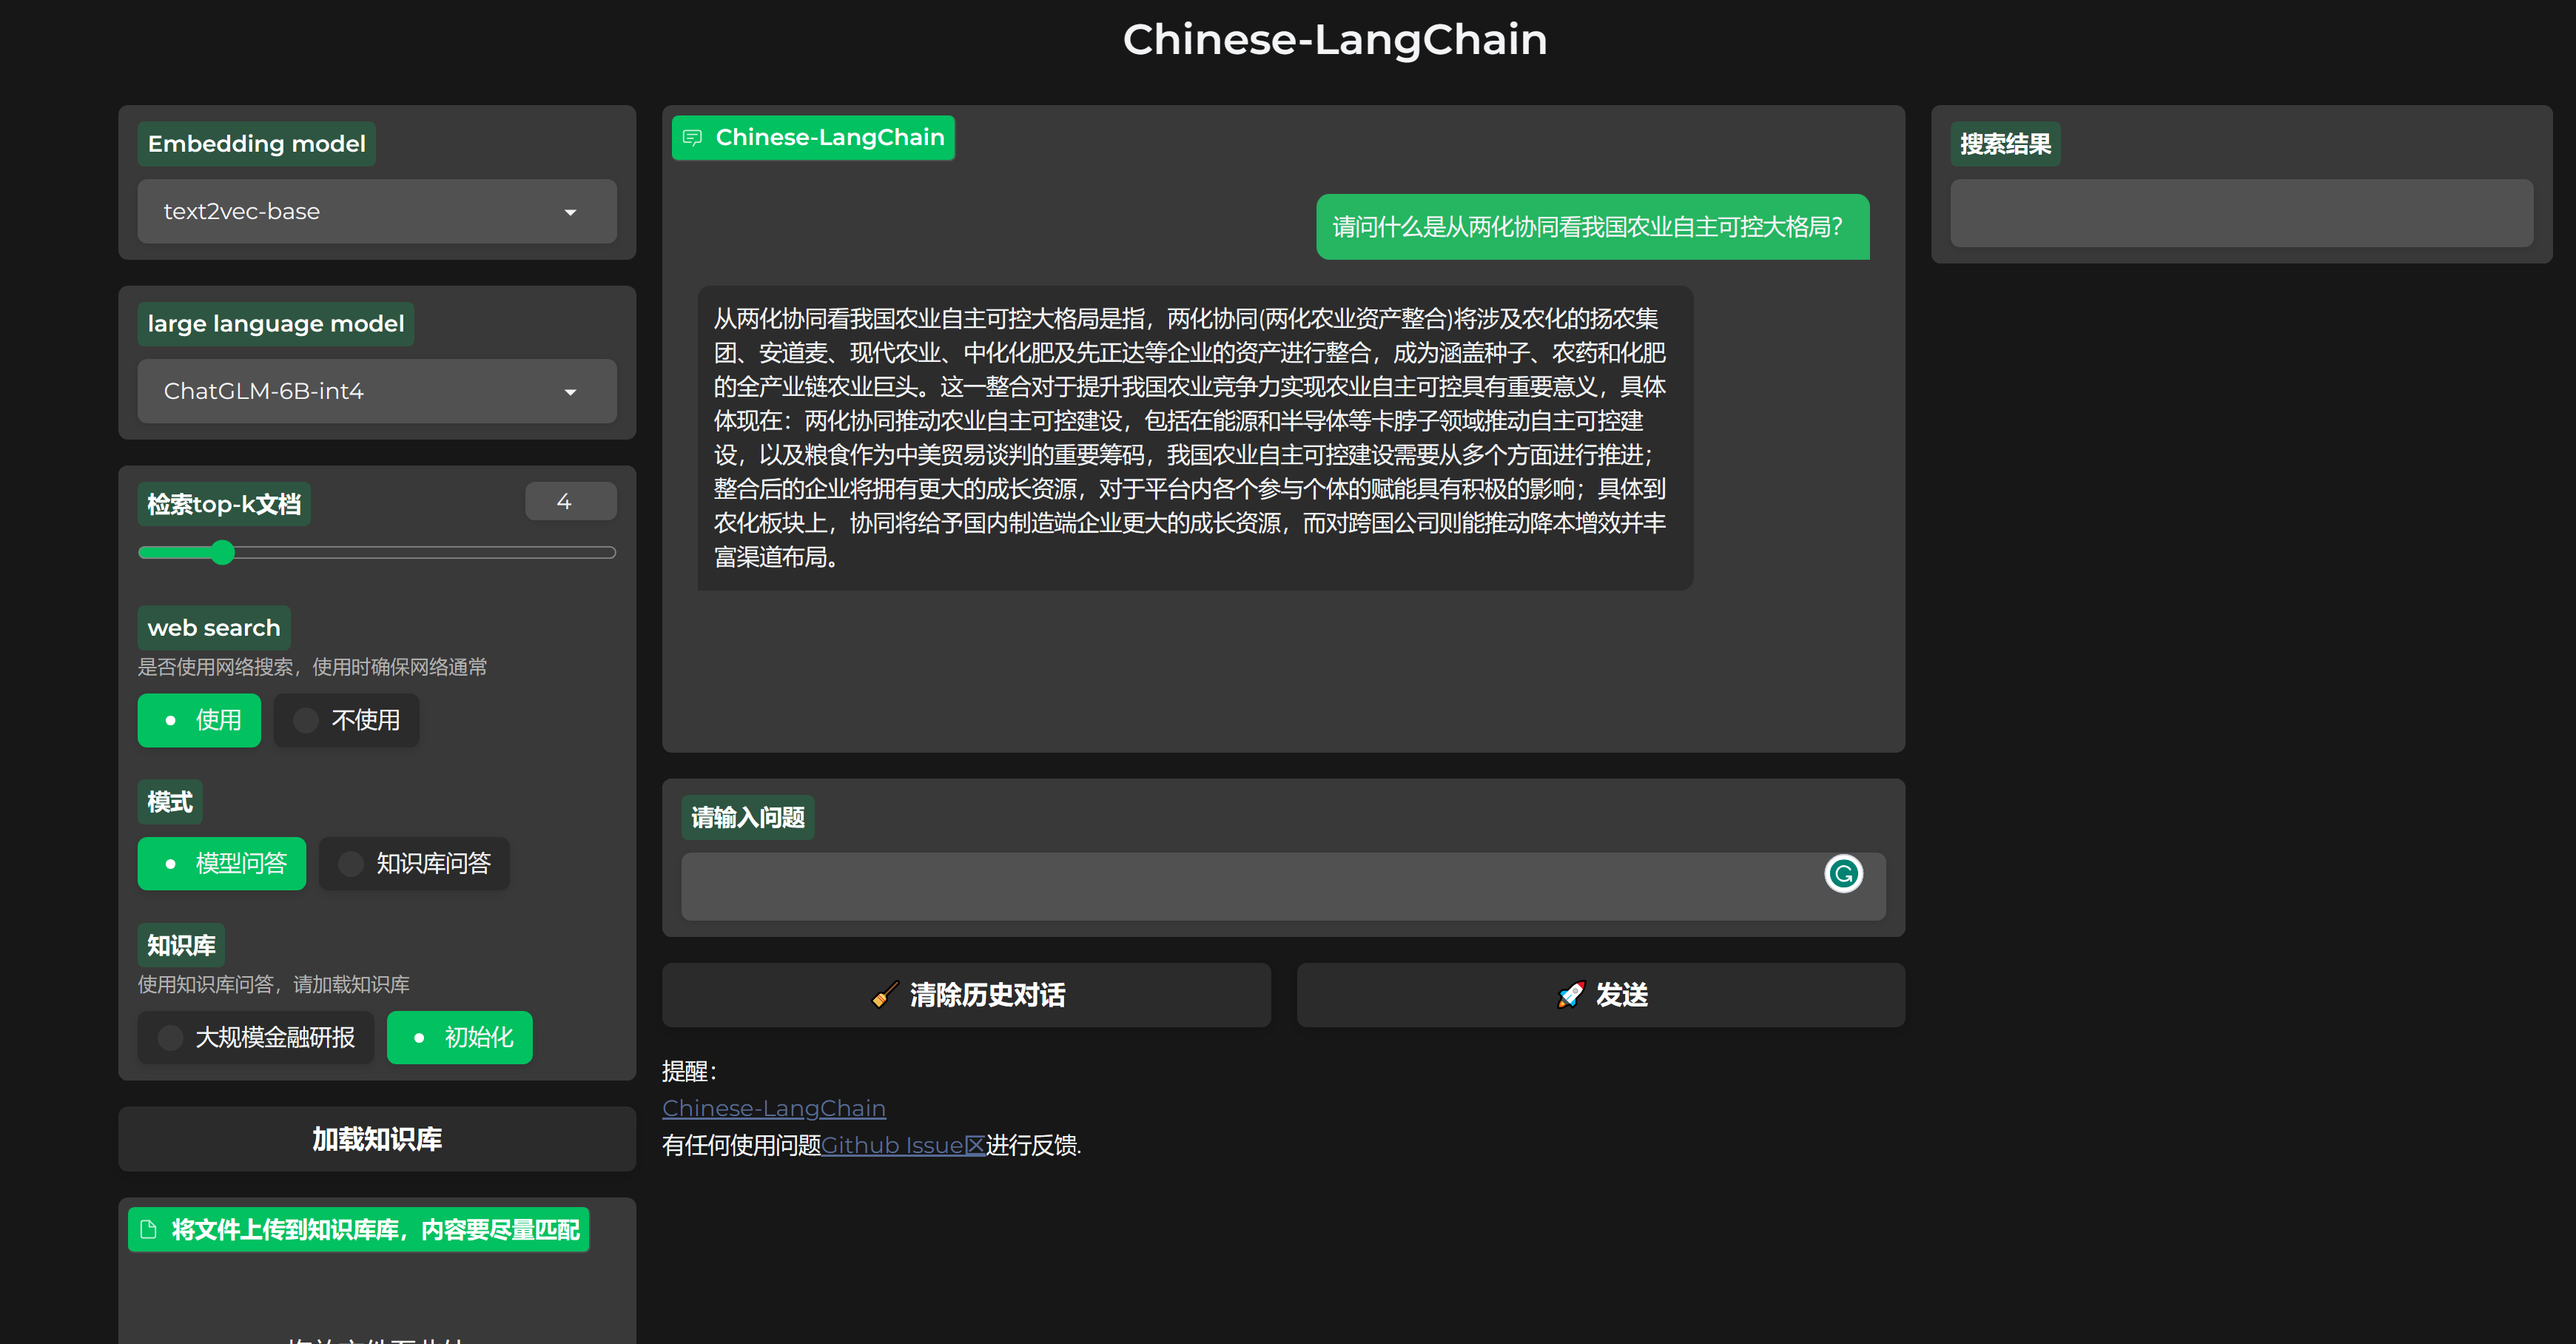 Chinese-LangChain
Embedding model
text2vec-base
large language model
ChatGLM-6B-int4
检索top-k文档
4
web search
是否使用网络搜索，使用时确保网络通常
使用
不使用
模式
模型问答
知识库问答
知识库
使用知识库问答，请加载知识库
大规模金融研报
初始化
加载知识库
将文件上传到知识库库，内容要尽量匹配
Chinese-LangChain
请问什么是从两化协同看我国农业自主可控大格局？
从两化协同看我国农业自主可控大格局是指，两化协同(两化农业资产整合)将涉及农化的扬农集
团、安道麦、现代农业、中化化肥及先正达等企业的资产进行整合，成为涵盖种子、农药和化肥
的全产业链农业巨头。这一整合对于提升我国农业竞争力实现农业自主可控具有重要意义，具体
体现在：两化协同推动农业自主可控建设，包括在能源和半导体等卡脖子领域推动自主可控建
设，以及粮食作为中美贸易谈判的重要筹码，我国农业自主可控建设需要从多个方面进行推进；
整合后的企业将拥有更大的成长资源，对于平台内各个参与个体的赋能具有积极的影响；具体到
农化板块上，协同将给予国内制造端企业更大的成长资源，而对跨国公司则能推动降本增效并丰
富渠道布局。
请输入问题
清除历史对话
发送
提醒：
Chinese-LangChain
有任何使用问题Github Issue区进行反馈.
搜索结果